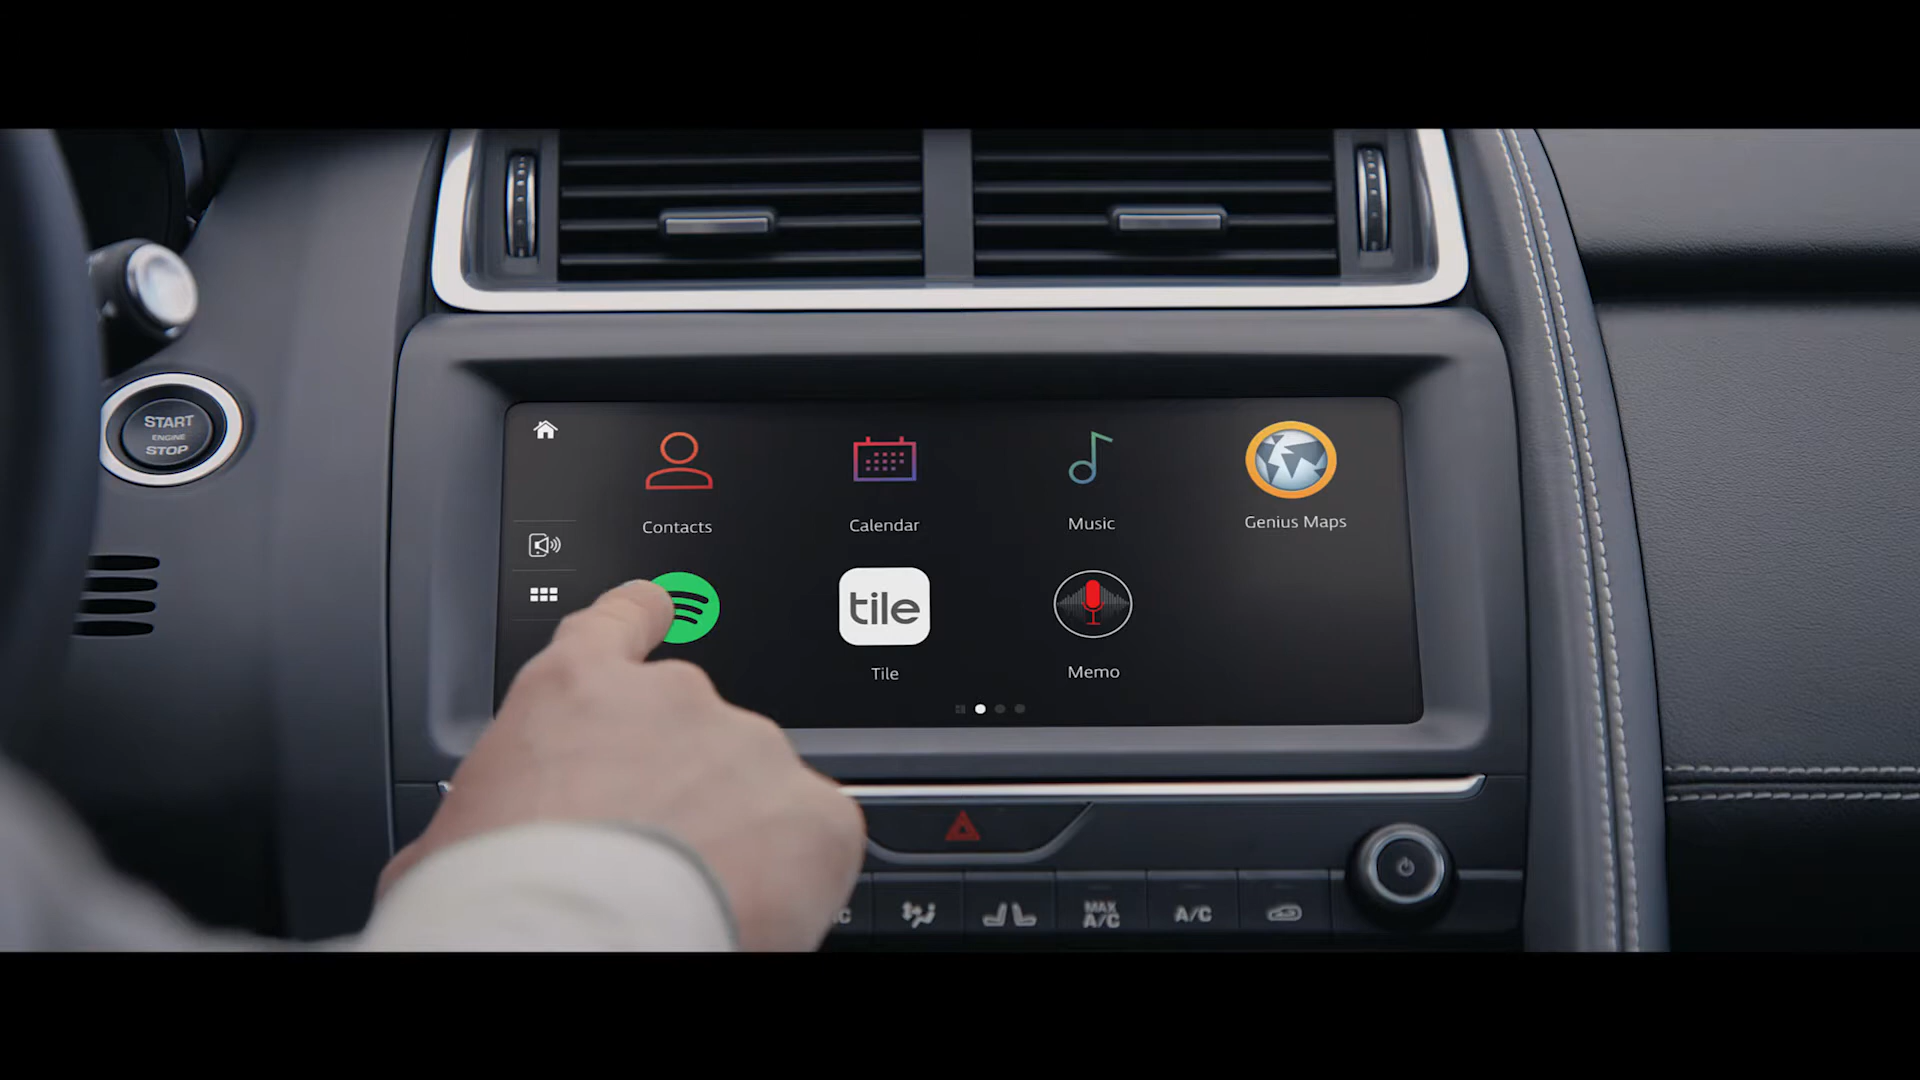 START
ENGINE
STOP
Contacts
Calendar
Music
Genius Maps
tile
Tile
Memo
MAX
A/C
A/C